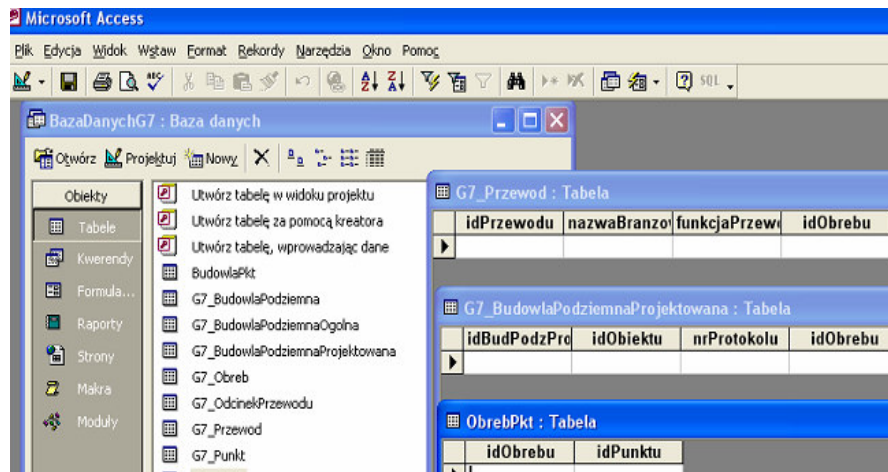 Microsoft Access
Plik Edycja Widok Wstaw Format Rekordy Narzędzia Okno Pomoc
SQL
BazaDanychG7 : Baza danych
Otwórz Projektuj Nowy
Obiekty
Tabele
Kwerendy
Formula...
Raporty
Strony
Makra
Moduły
Utwórz tabelę w widoku projektu
Utwórz tabelę za pomocą kreatora
Utwórz tabelę, wprowadzając dane
BudowlaPkt
G7_BudowlaPodziemna
G7_BudowlaPodziemnaOgolna
G7_BudowlaPodziemnaProjektowana
G7_Obreb
G7_OdcinekPrzewodu
G7_Przewod
G7_Punkt
G7_Przewod : Tabela
idPrzewodu nazwaBranzo funkcjaPrzew idObrebu
G7_BudowlaPodziemnaProjektowana : Tabela
idBudPodzPro idObiektu nrProtokolu idObrebu
ObrebPkt : Tabela
idObrebu idPunktu